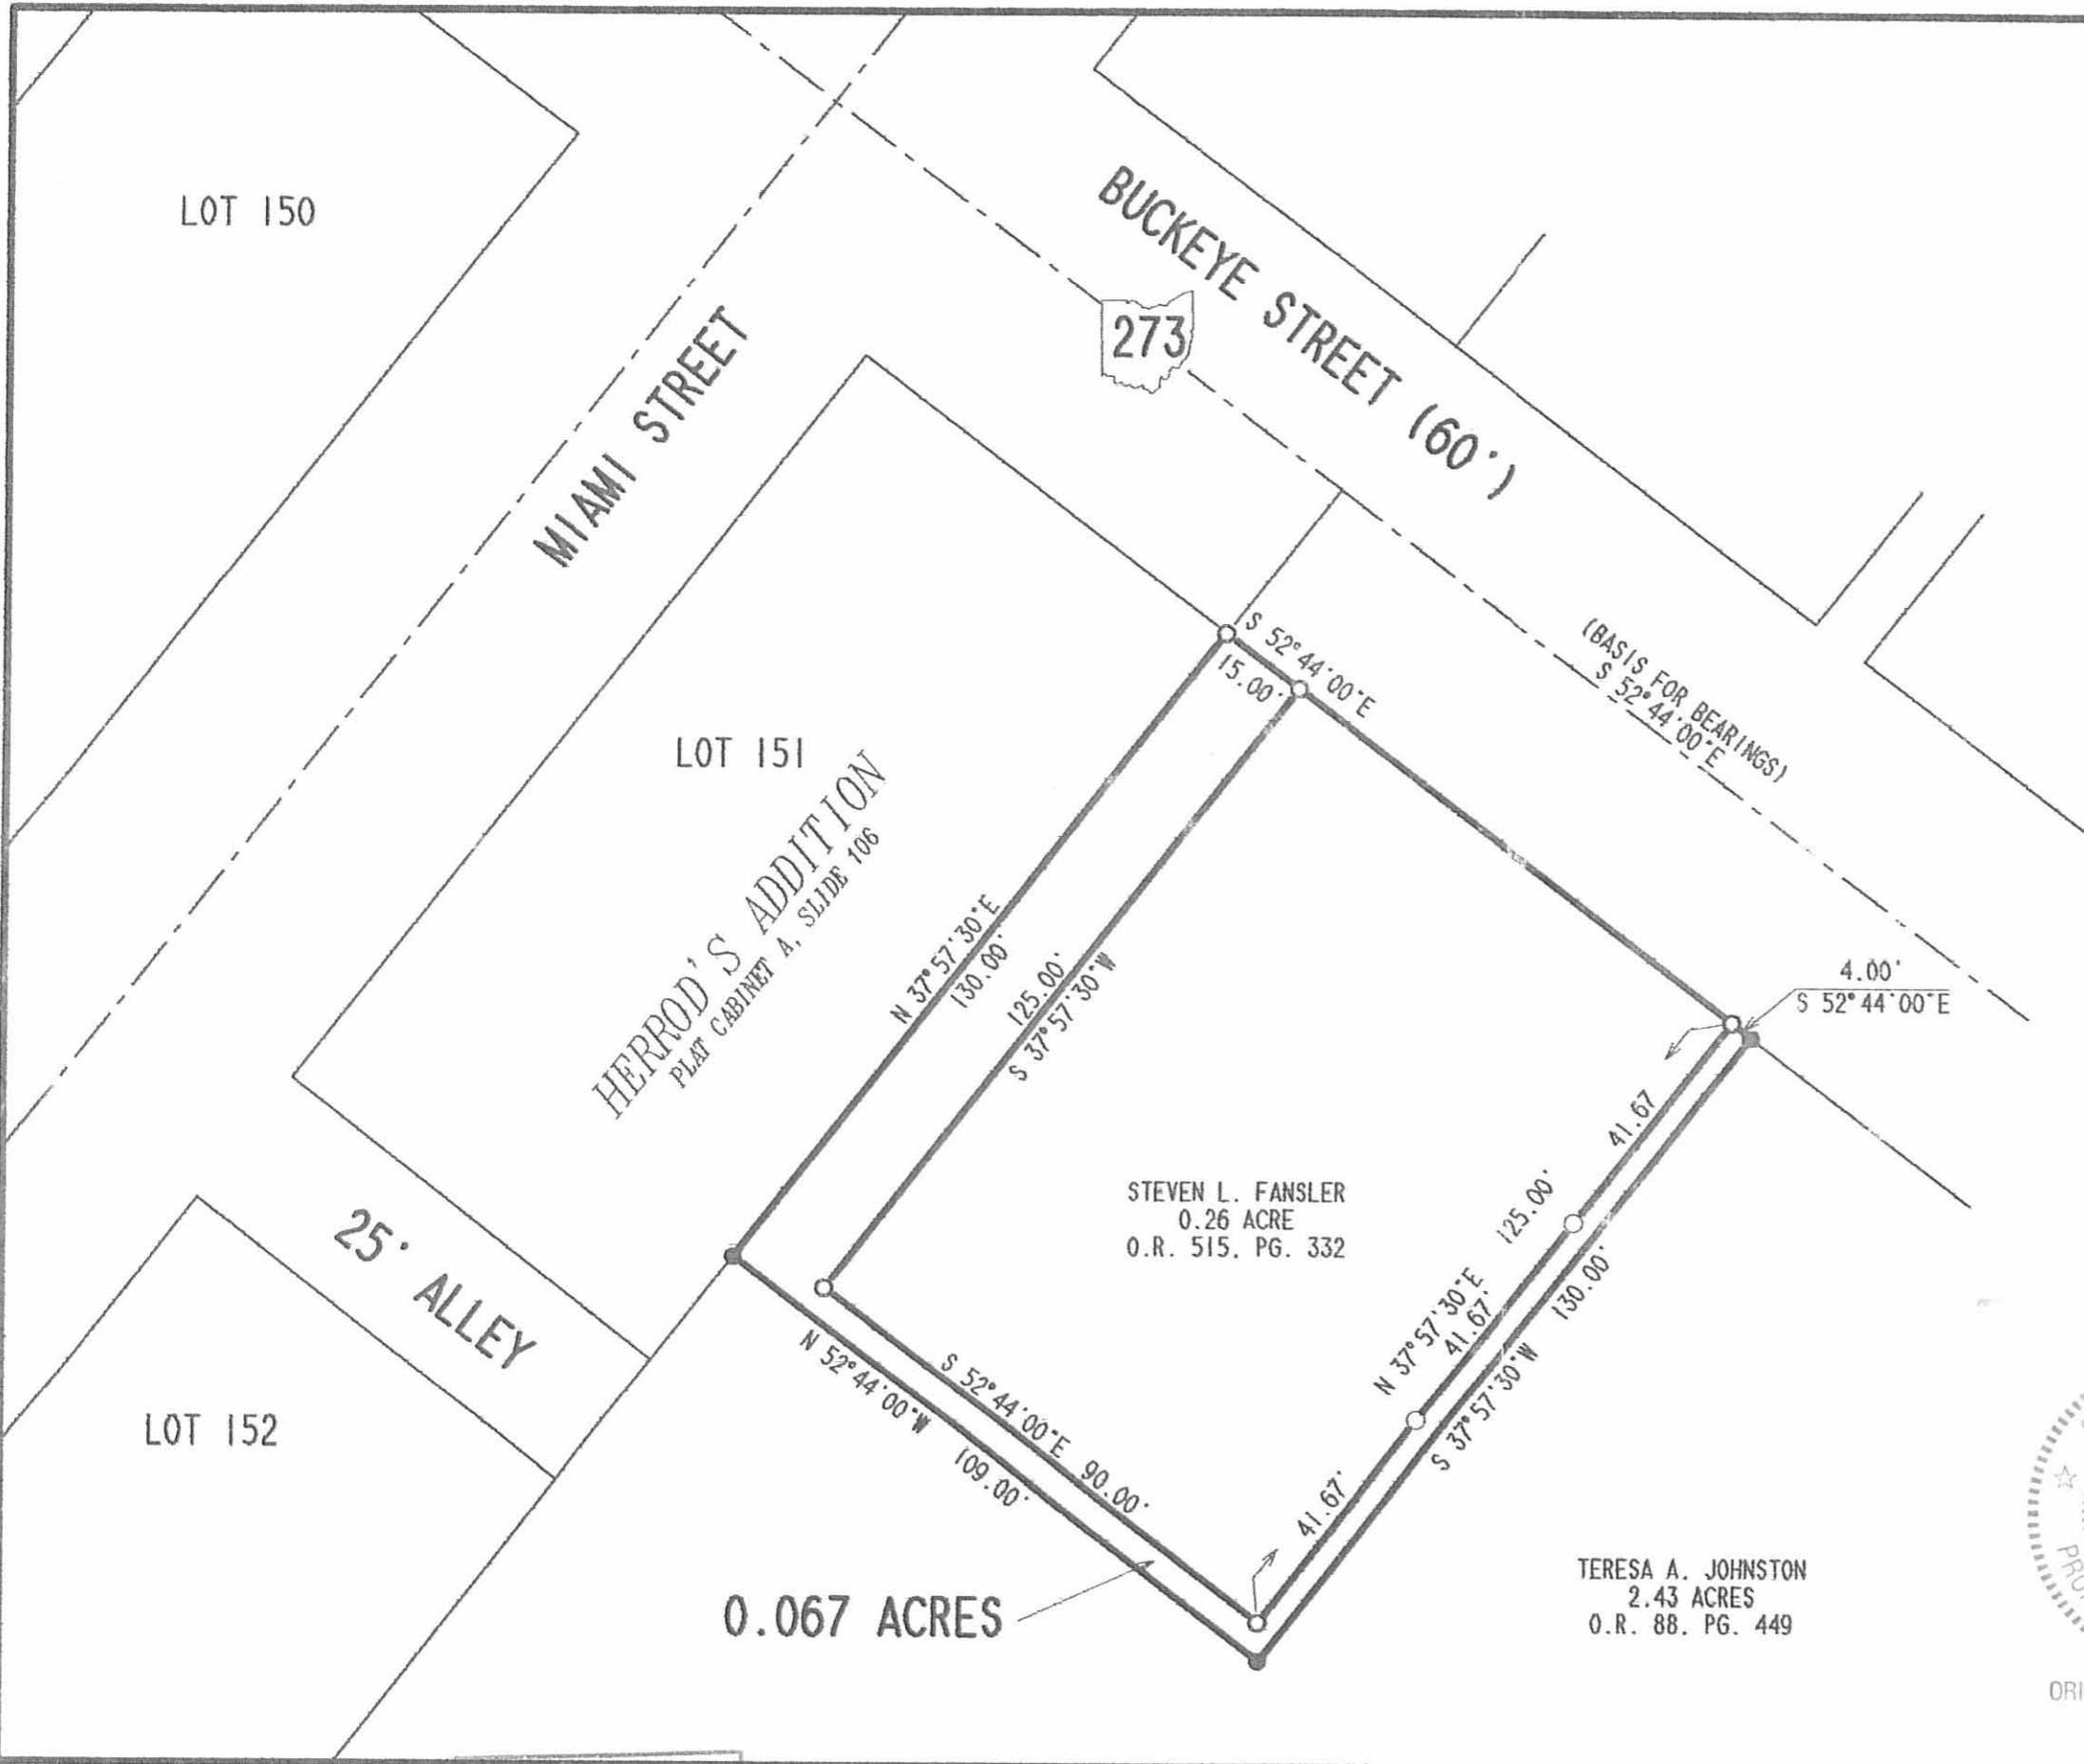 LOT 150
BUCKEYE STREET (60')
273
MIAMI STREET
(BASIS FOR BEARINGS)
S 52°44'00"E
S 52°44'00"E
15.00'
LOT 151
HERROD'S ADDITION
PLAT CABINET A, SLIDE 106
N 37°57'30"E
130.00'
125.00'
S 37°57'30"W
4.00'
S 52°44'00"E
41.67
125.00'
STEVEN L. FANSLER
0.26 ACRE
O.R. 515, PG. 332
130.00'
N 37°57'30"E
41.67'
S 37°57'30"W
25' ALLEY
N 52°44'00"W
109.00'
S 52°44'00"E
90.00'
LOT 152
41.67'
0.067 ACRES
TERESA A. JOHNSTON
2.43 ACRES
O.R. 88, PG. 449